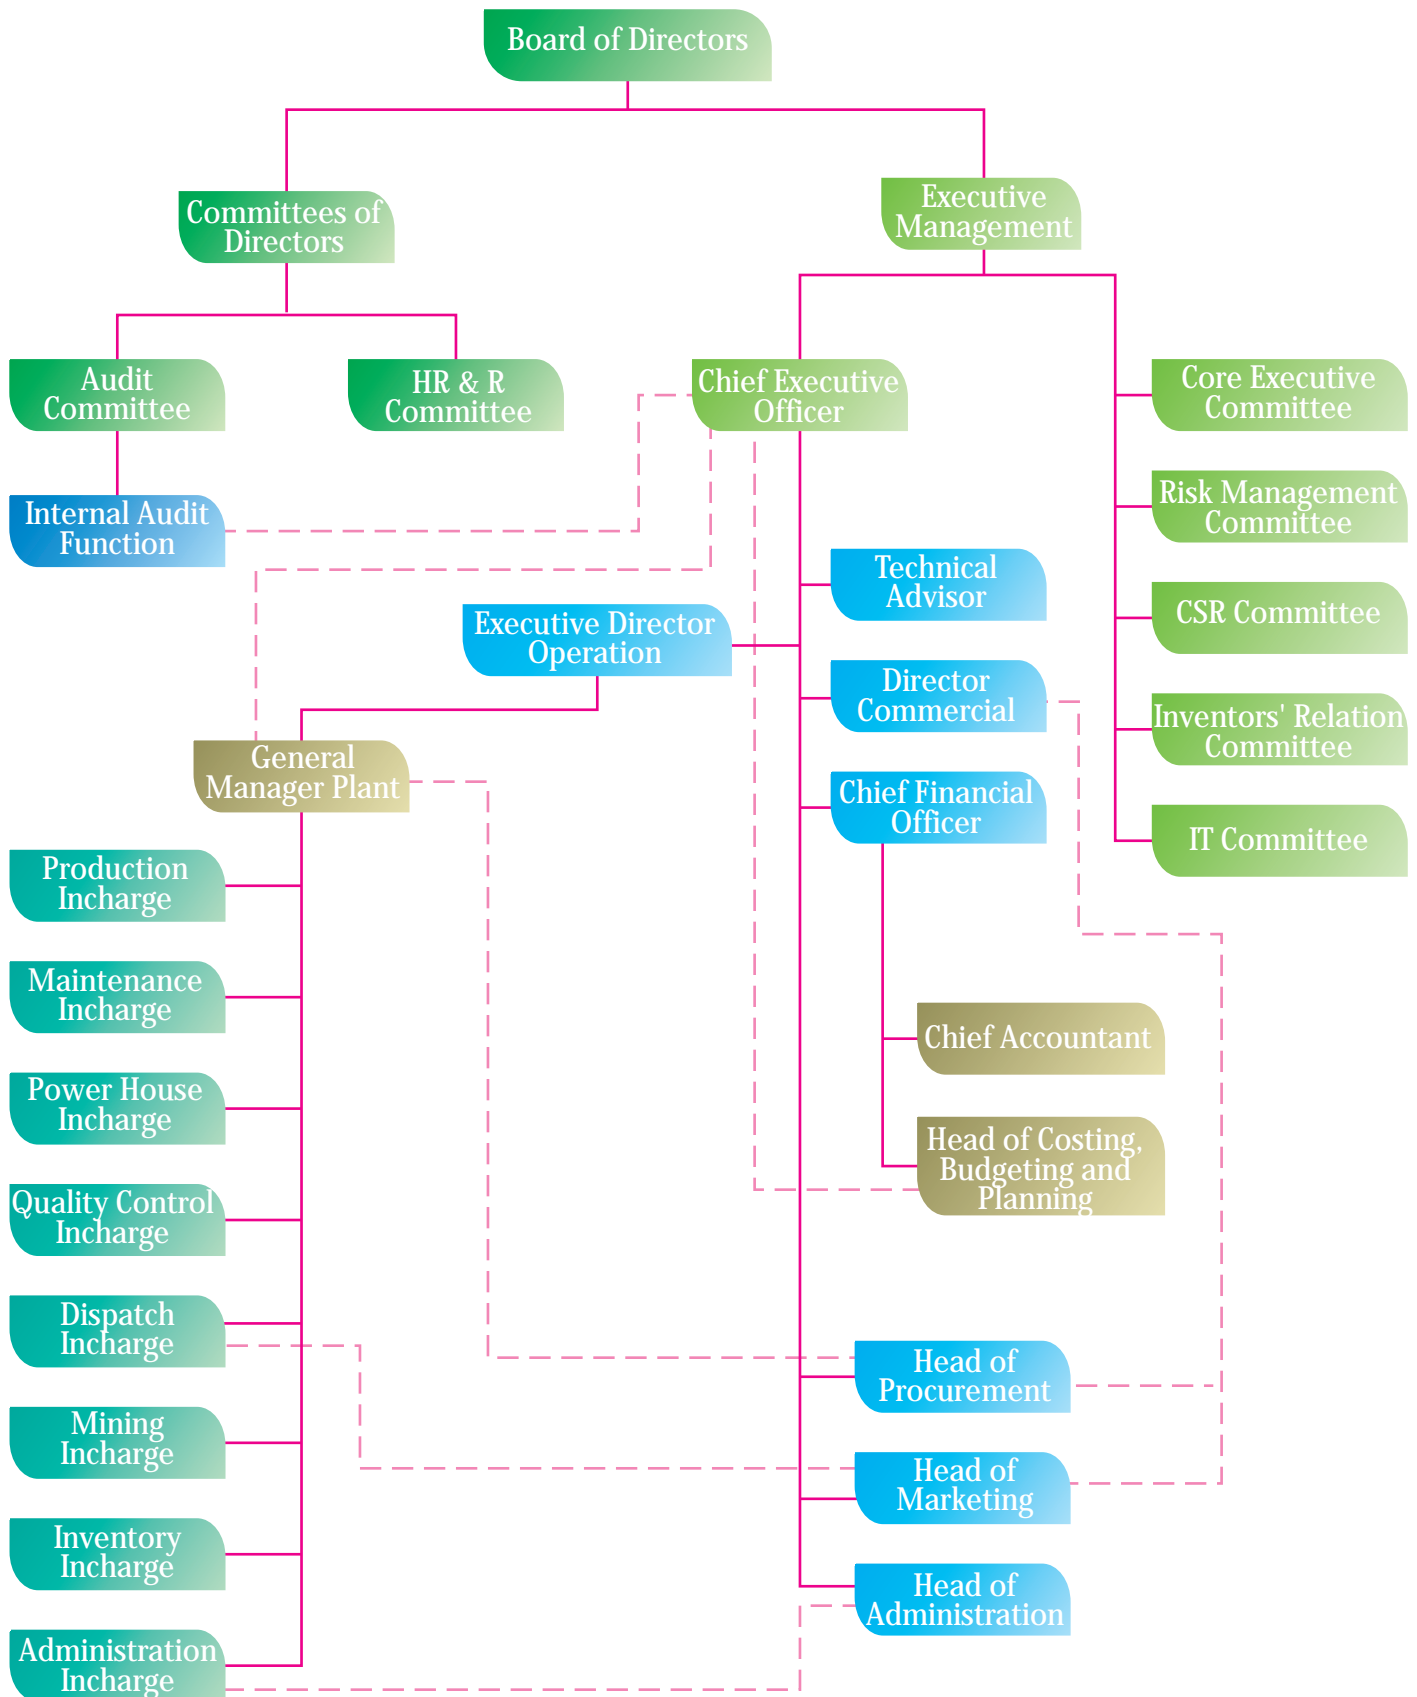 Board of Directors
Committees of
Directors
Executive
Management
Audit
Committee
HR & R
Committee
Chief Executive
Officer
Core Executive
Committee
Internal Audit
Function
Risk Management
Committee
Technical
Advisor
CSR Committee
Executive Director
Operation
Director
Commercial
Inventors' Relation
Committee
General
Manager Plant
Chief Financial
Officer
IT Committee
Production
Incharge
Maintenance
Incharge
Chief Accountant
Power House
Incharge
Head of Costing,
Budgeting and
Planning
Quality Control
Incharge
Dispatch
Incharge
Head of
Procurement
Mining
Incharge
Head of
Marketing
Inventory
Incharge
Head of
Administration
Administration
Incharge